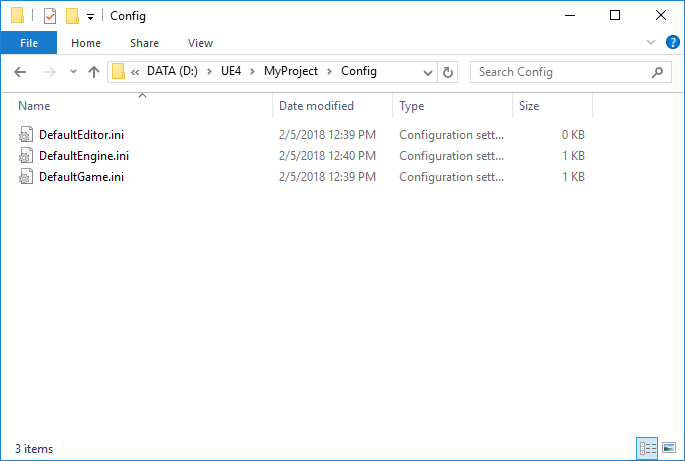 Config
File Home Share View
« DATA (D:) UE4 MyProject Config Search Config
Name Date modified Type Size
DefaultEditor.ini 2/5/2018 12:39 PM Configuration sett... 0 KB
DefaultEngine.ini 2/5/2018 12:40 PM Configuration sett... 1 KB
DefaultGame.ini 2/5/2018 12:39 PM Configuration sett... 1 KB
3 items